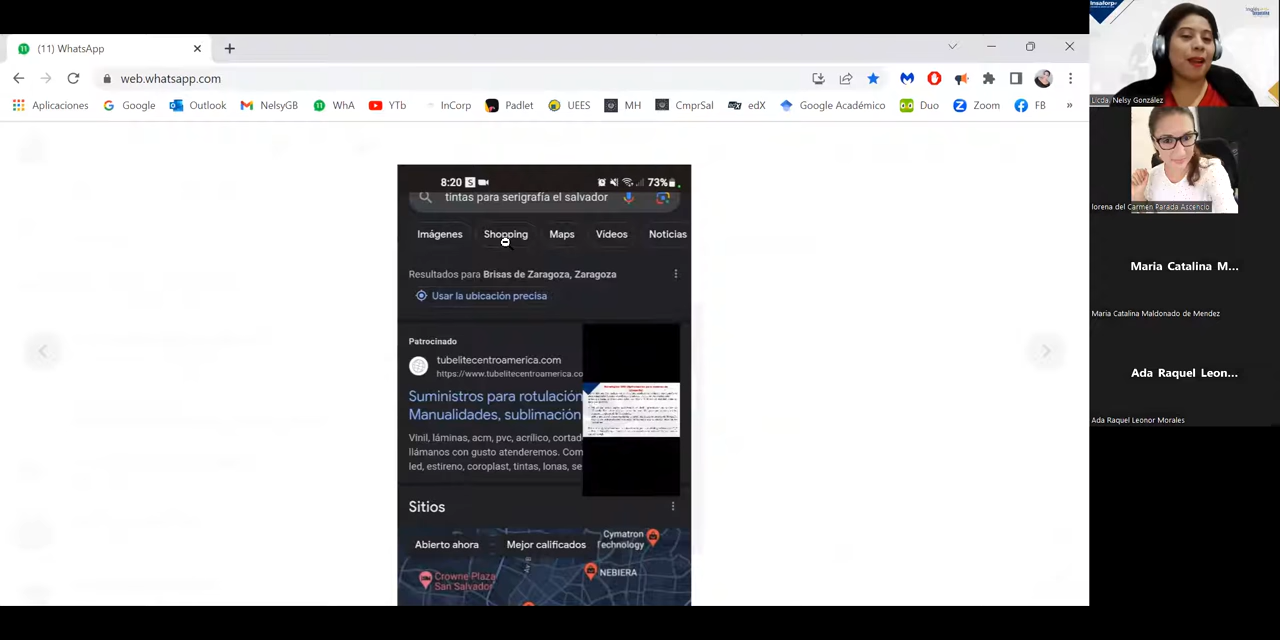 (11) WhatsApp
web.whatsapp.com
Aplicaciones Google Outlook NelsyGB WhA YTb InCorp Padlet UEES MH CmprSal edX Google Académico Duo Zoom FB »
8:20 S 73%
tintas para serigrafía el salvador
Imágenes Shopping Maps Vídeos Noticias
Resultados para Brisas de Zaragoza, Zaragoza
Usar la ubicación precisa
Patrocinado
tubelitecentroamerica.com
https://www.tubelitecentroamerica.co
Suministros para rotulación
Manualidades, sublimación
Vinil, láminas, acm, pvc, acrílico, cortad
llámanos con gusto atenderemos. Com
led, estireno, coroplast, tintas, lonas, se
Sitios
Abierto ahora Mejor calificados
Cymatron
Technology
NEBIERA
Crowne Plaza
San Salvador
Insaforp
Licda. Nelsy González
lorena del Carmen Parada Ascencio
Maria Catalina M...
Maria Catalina Maldonado de Mendez
Ada Raquel Leon...
Ada Raquel Leonor Morales